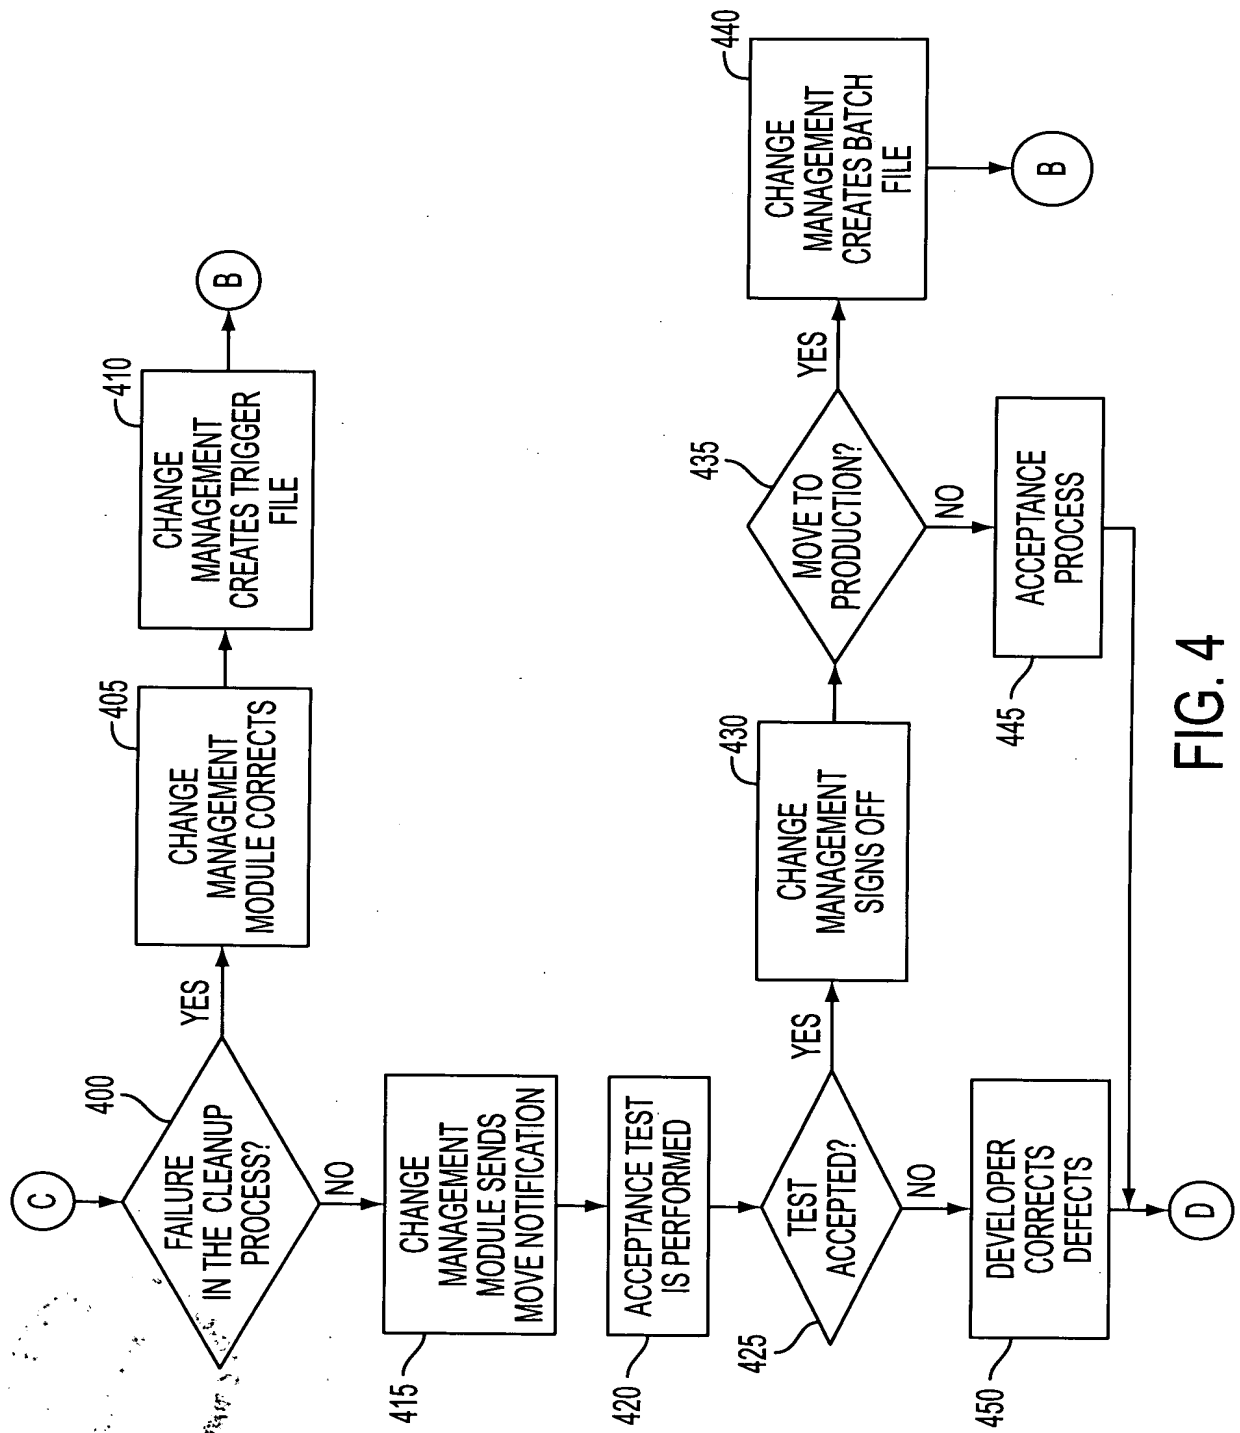 C
400
FAILURE
IN THE CLEANUP
PROCESS?
YES
405
CHANGE
MANAGEMENT
MODULE CORRECTS
410
CHANGE
MANAGEMENT
CREATES TRIGGER
FILE
B
NO
415
CHANGE
MANAGEMENT
MODULE SENDS
MOVE NOTIFICATION
420
ACCEPTANCE TEST
IS PERFORMED
425
TEST
ACCEPTED?
YES
430
CHANGE
MANAGEMENT
SIGNS OFF
435
MOVE TO
PRODUCTION?
YES
440
CHANGE
MANAGEMENT
CREATES BATCH
FILE
B
NO
445
ACCEPTANCE
PROCESS
NO
450
DEVELOPER
CORRECTS
DEFECTS
D
FIG. 4